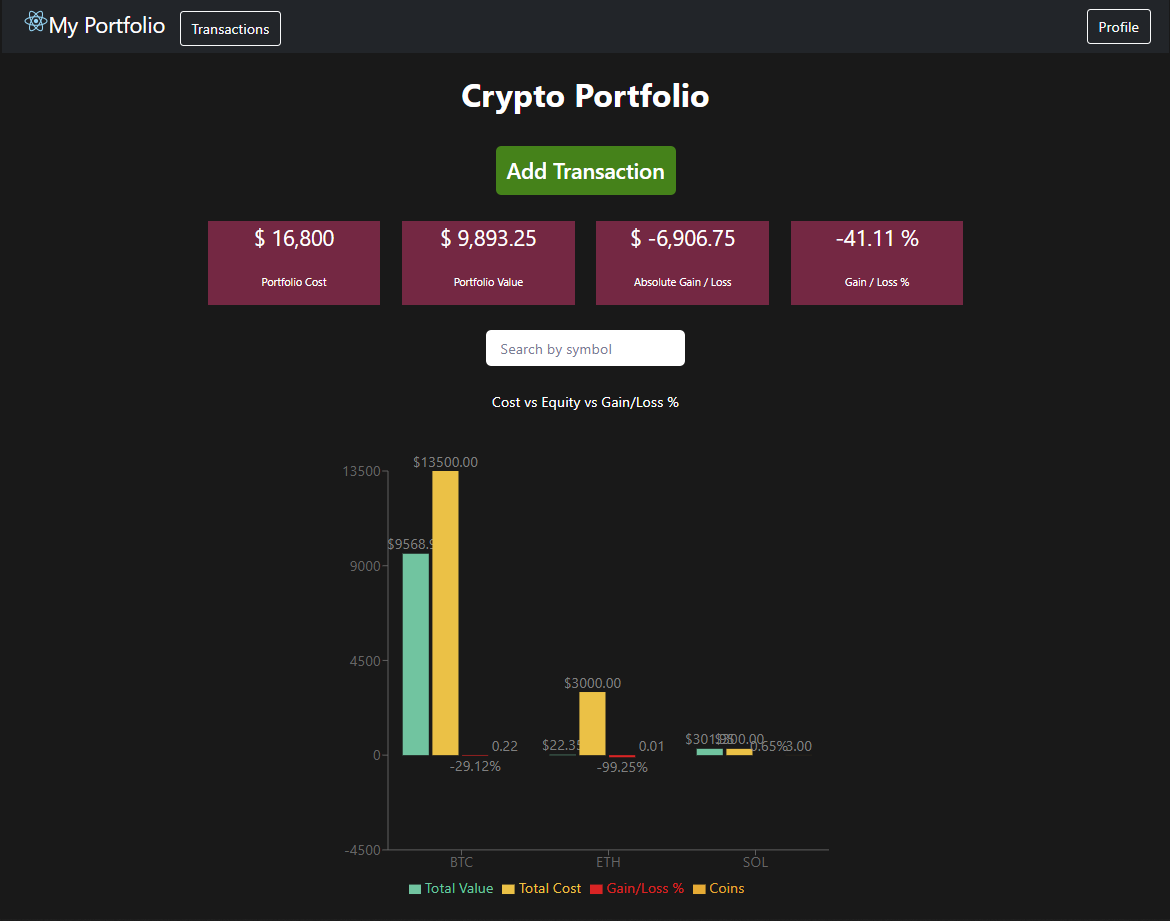 My Portfolio Transactions Profile
Crypto Portfolio
Add Transaction
$ 16,800 $ 9,893.25 $ -6,906.75 -41.11 %
Portfolio Cost Portfolio Value Absolute Gain / Loss Gain / Loss %
Search by symbol
Cost vs Equity vs Gain/Loss %
$13500.00
13500
$9568.9
9000
4500
$3000.00
$300.00
$22.35 0.22 0.01 0.65% 3.00
0
-29.12% -99.25%
-4500
BTC ETH SOL
Total Value Total Cost Gain/Loss % Coins